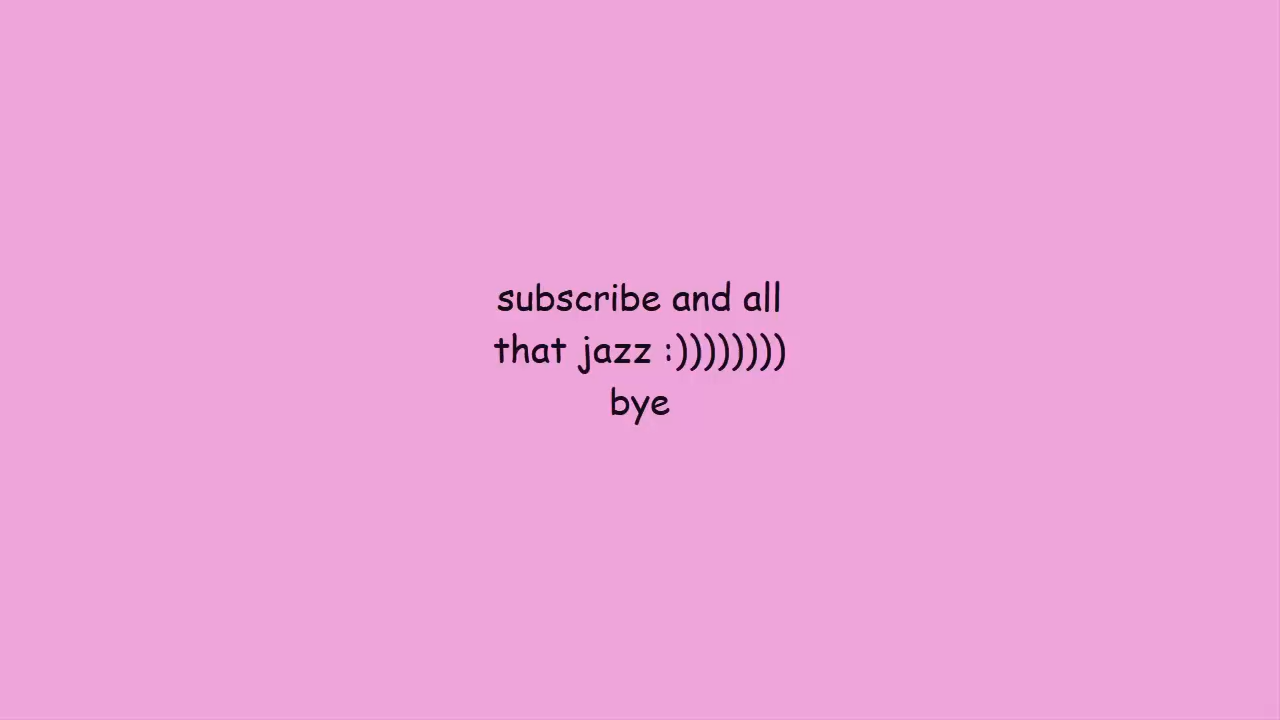 subscribe and all
that jazz :))))))))
bye